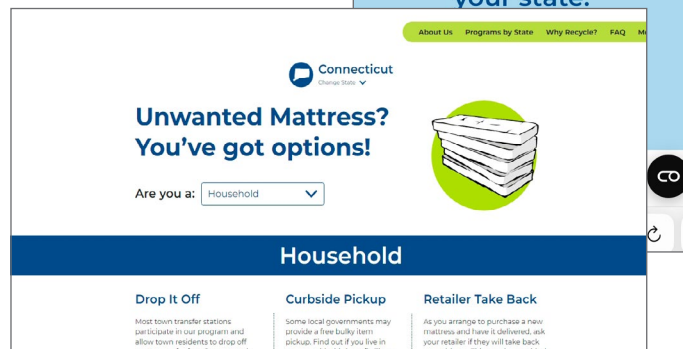 your state.
About Us Programs by State Why Recycle? FAQ
Connecticut
Change State
Unwanted Mattress?
You've got options!
Are you a: Household
Household
Drop It Off Curbside Pickup Retailer Take Back
Most town transfer stations
participate in our program and
allow town residents to drop off
Some local governments may
provide a free bulky item
pickup. Find out if you live in
As you arrange to purchase a new
mattress and have it delivered, ask
your retailer if they will take back